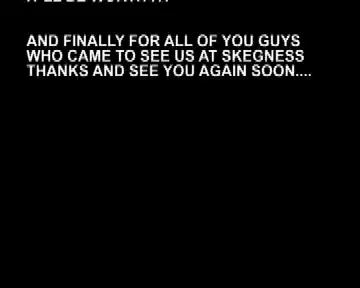 AND FINALLY FOR ALL OF YOU GUYS
WHO CAME TO SEE US AT SKEGNESS
THANKS AND SEE YOU AGAIN SOON....